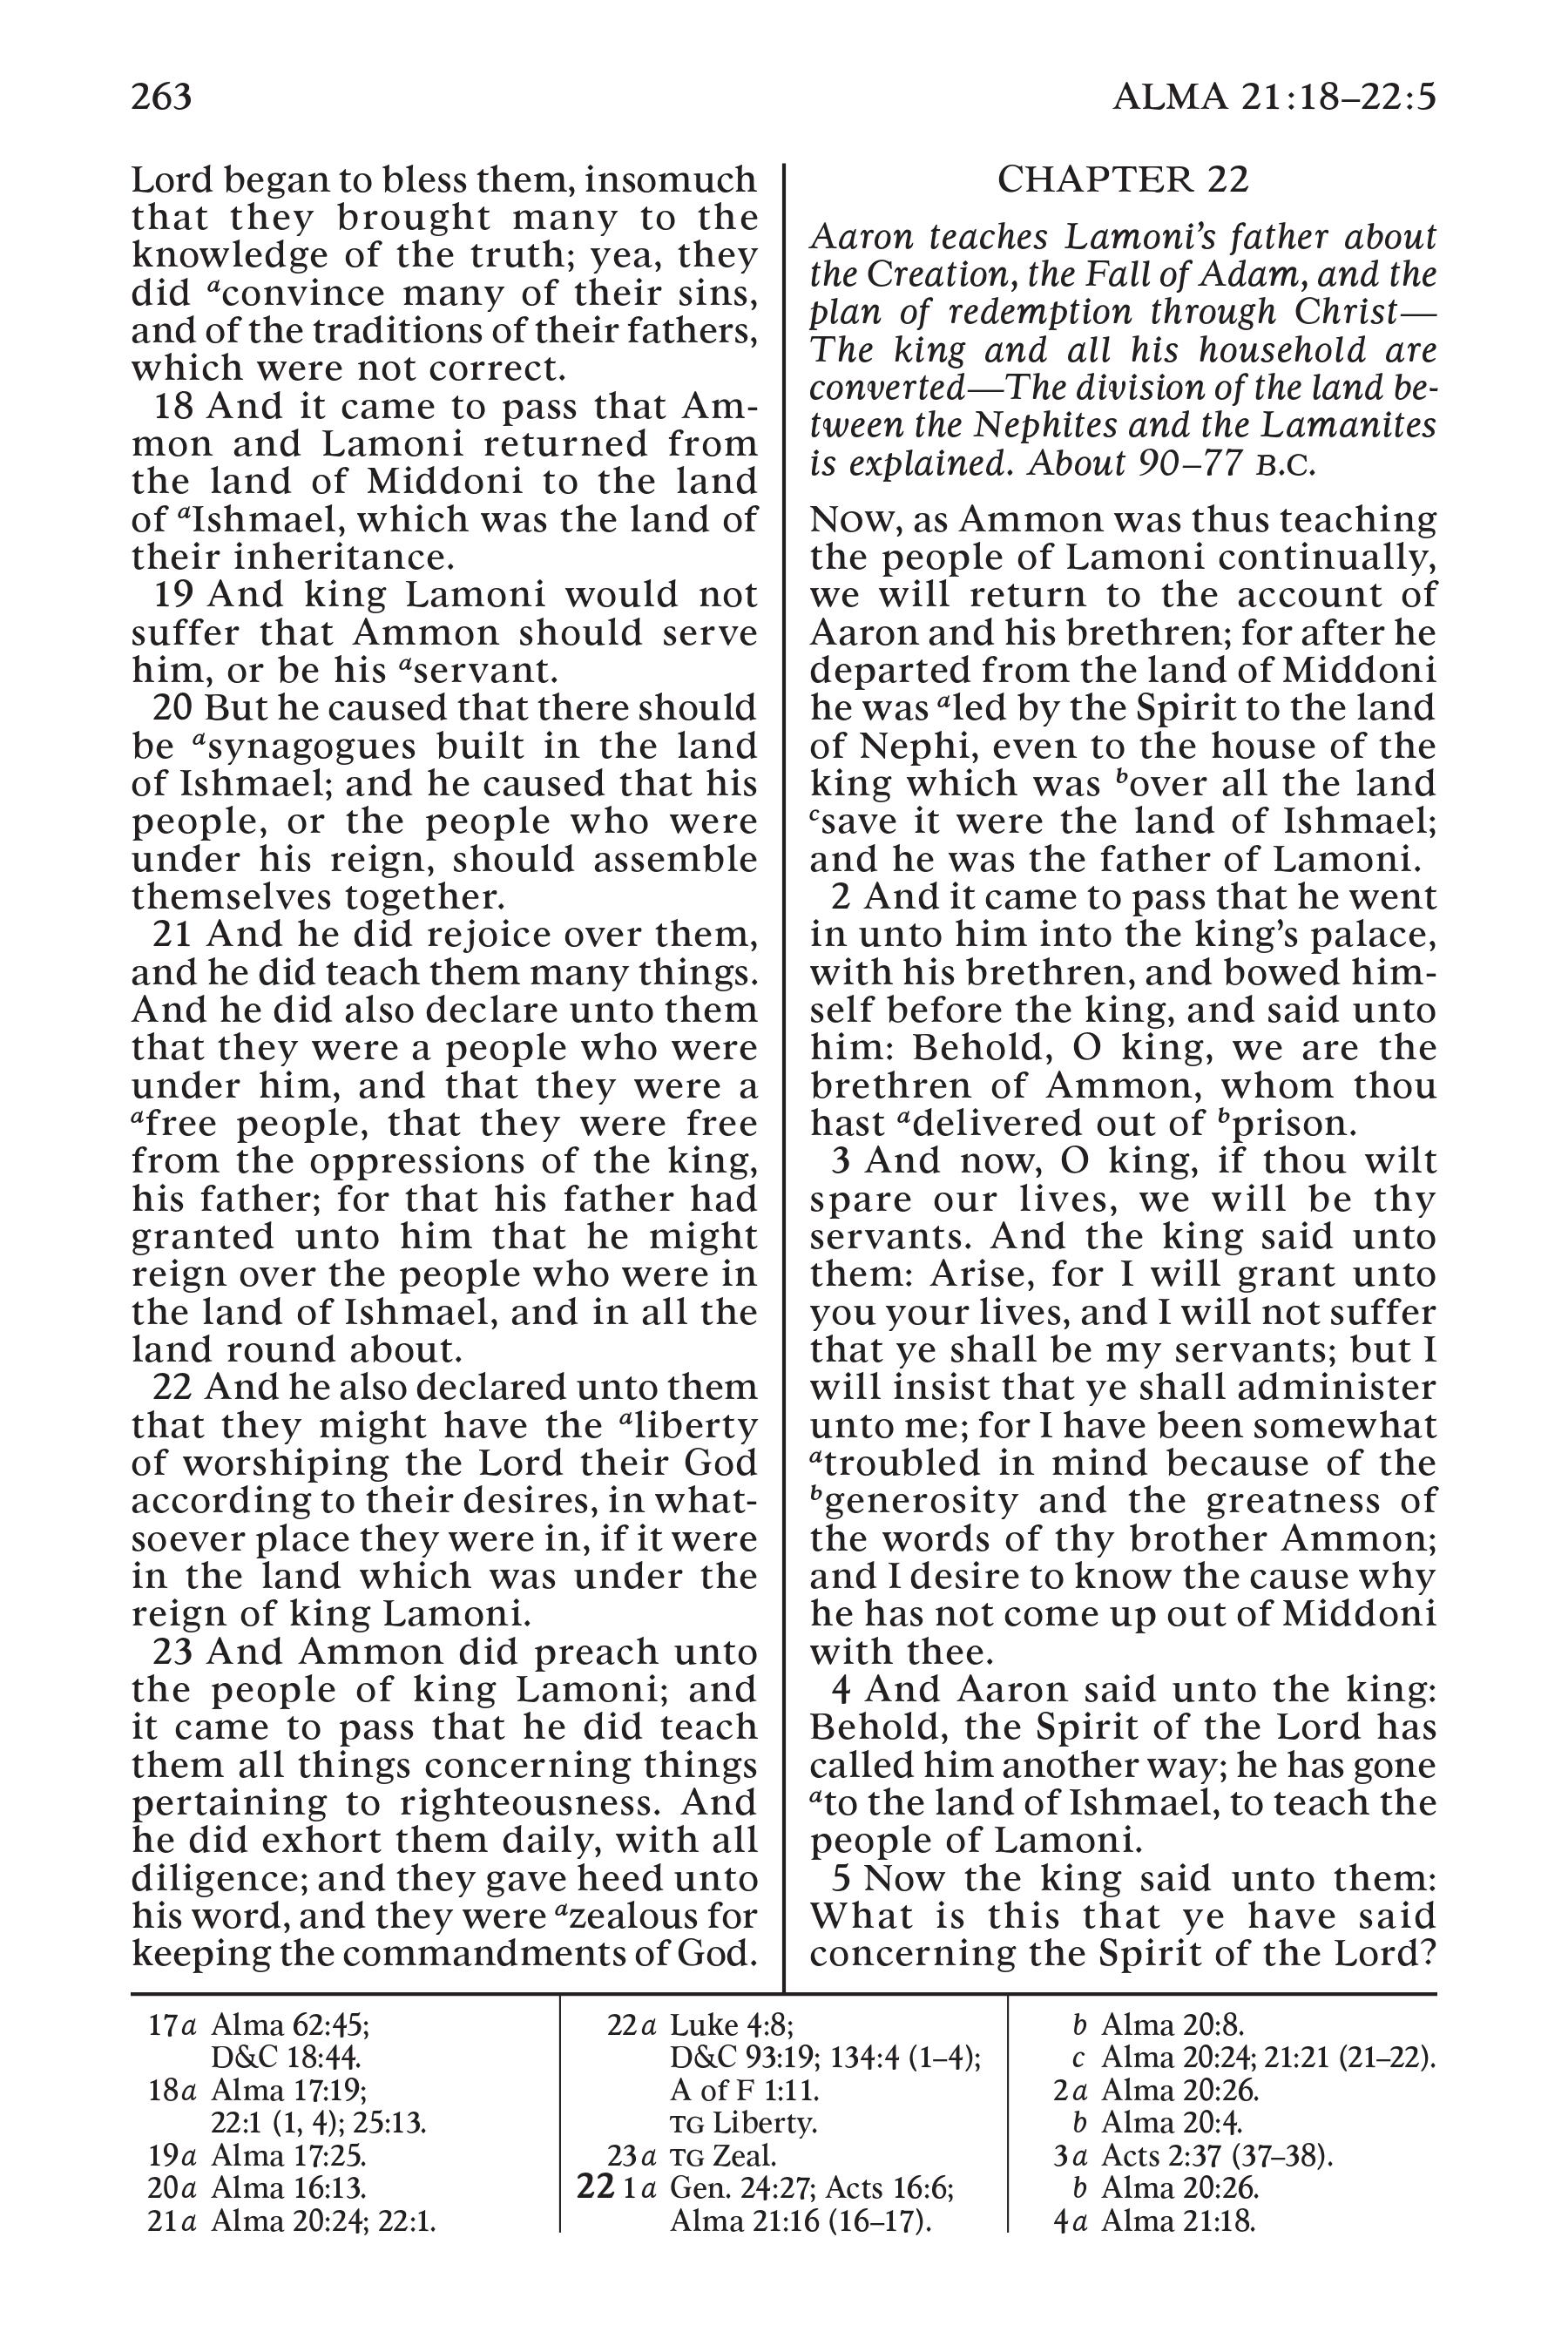 263
ALMA 21:18–22:5
Lord began to bless them, insomuch
that they brought many to the
knowledge of the truth; yea, they
did aconvince many of their sins,
and of the traditions of their fathers,
which were not correct.
18 And it came to pass that Am-
mon and Lamoni returned from
the land of Middoni to the land
of aIshmael, which was the land of
their inheritance.
19 And king Lamoni would not
suffer that Ammon should serve
him, or be his aservant.
20 But he caused that there should
be asynagogues built in the land
of Ishmael; and he caused that his
people, or the people who were
under his reign, should assemble
themselves together.
21 And he did rejoice over them,
and he did teach them many things.
And he did also declare unto them
that they were a people who were
under him, and that they were a
afree people, that they were free
from the oppressions of the king,
his father; for that his father had
granted unto him that he might
reign over the people who were in
the land of Ishmael, and in all the
land round about.
22 And he also declared unto them
that they might have the aliberty
of worshiping the Lord their God
according to their desires, in what-
soever place they were in, if it were
in the land which was under the
reign of king Lamoni.
23 And Ammon did preach unto
the people of king Lamoni; and
it came to pass that he did teach
them all things concerning things
pertaining to righteousness. And
he did exhort them daily, with all
diligence; and they gave heed unto
his word, and they were azealous for
keeping the commandments of God.
CHAPTER 22
Aaron teaches Lamoni’s father about
the Creation, the Fall of Adam, and the
plan of redemption through Christ—
The king and all his household are
converted—The division of the land be-
tween the Nephites and the Lamanites
is explained. About 90–77 B.C.
Now, as Ammon was thus teaching
the people of Lamoni continually,
we will return to the account of
Aaron and his brethren; for after he
departed from the land of Middoni
he was aled by the Spirit to the land
of Nephi, even to the house of the
king which was bover all the land
csave it were the land of Ishmael;
and he was the father of Lamoni.
2 And it came to pass that he went
in unto him into the king’s palace,
with his brethren, and bowed him-
self before the king, and said unto
him: Behold, O king, we are the
brethren of Ammon, whom thou
hast adelivered out of bprison.
3 And now, O king, if thou wilt
spare our lives, we will be thy
servants. And the king said unto
them: Arise, for I will grant unto
you your lives, and I will not suffer
that ye shall be my servants; but I
will insist that ye shall administer
unto me; for I have been somewhat
atroubled in mind because of the
bgenerosity and the greatness of
the words of thy brother Ammon;
and I desire to know the cause why
he has not come up out of Middoni
with thee.
4 And Aaron said unto the king:
Behold, the Spirit of the Lord has
called him another way; he has gone
ato the land of Ishmael, to teach the
people of Lamoni.
5 Now the king said unto them:
What is this that ye have said
concerning the Spirit of the Lord?
17a Alma 62:45;
D&C 18:44.
18a Alma 17:19;
22:1 (1, 4); 25:13.
19a Alma 17:25.
20a Alma 16:13.
21a Alma 20:24; 22:1.
22a Luke 4:8;
D&C 93:19; 134:4 (1–4);
A of F 1:11.
TG Liberty.
23a TG Zeal.
22 1a Gen. 24:27; Acts 16:6;
Alma 21:16 (16–17).
b Alma 20:8.
c Alma 20:24; 21:21 (21–22).
2a Alma 20:26.
b Alma 20:4.
3a Acts 2:37 (37–38).
b Alma 20:26.
4a Alma 21:18.